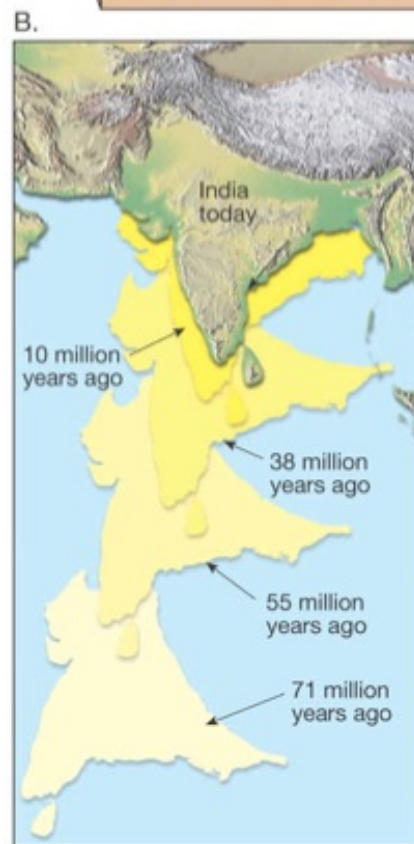 B.
India
today
10 million
years ago
38 million
years ago
55 million
years ago
71 million
years ago